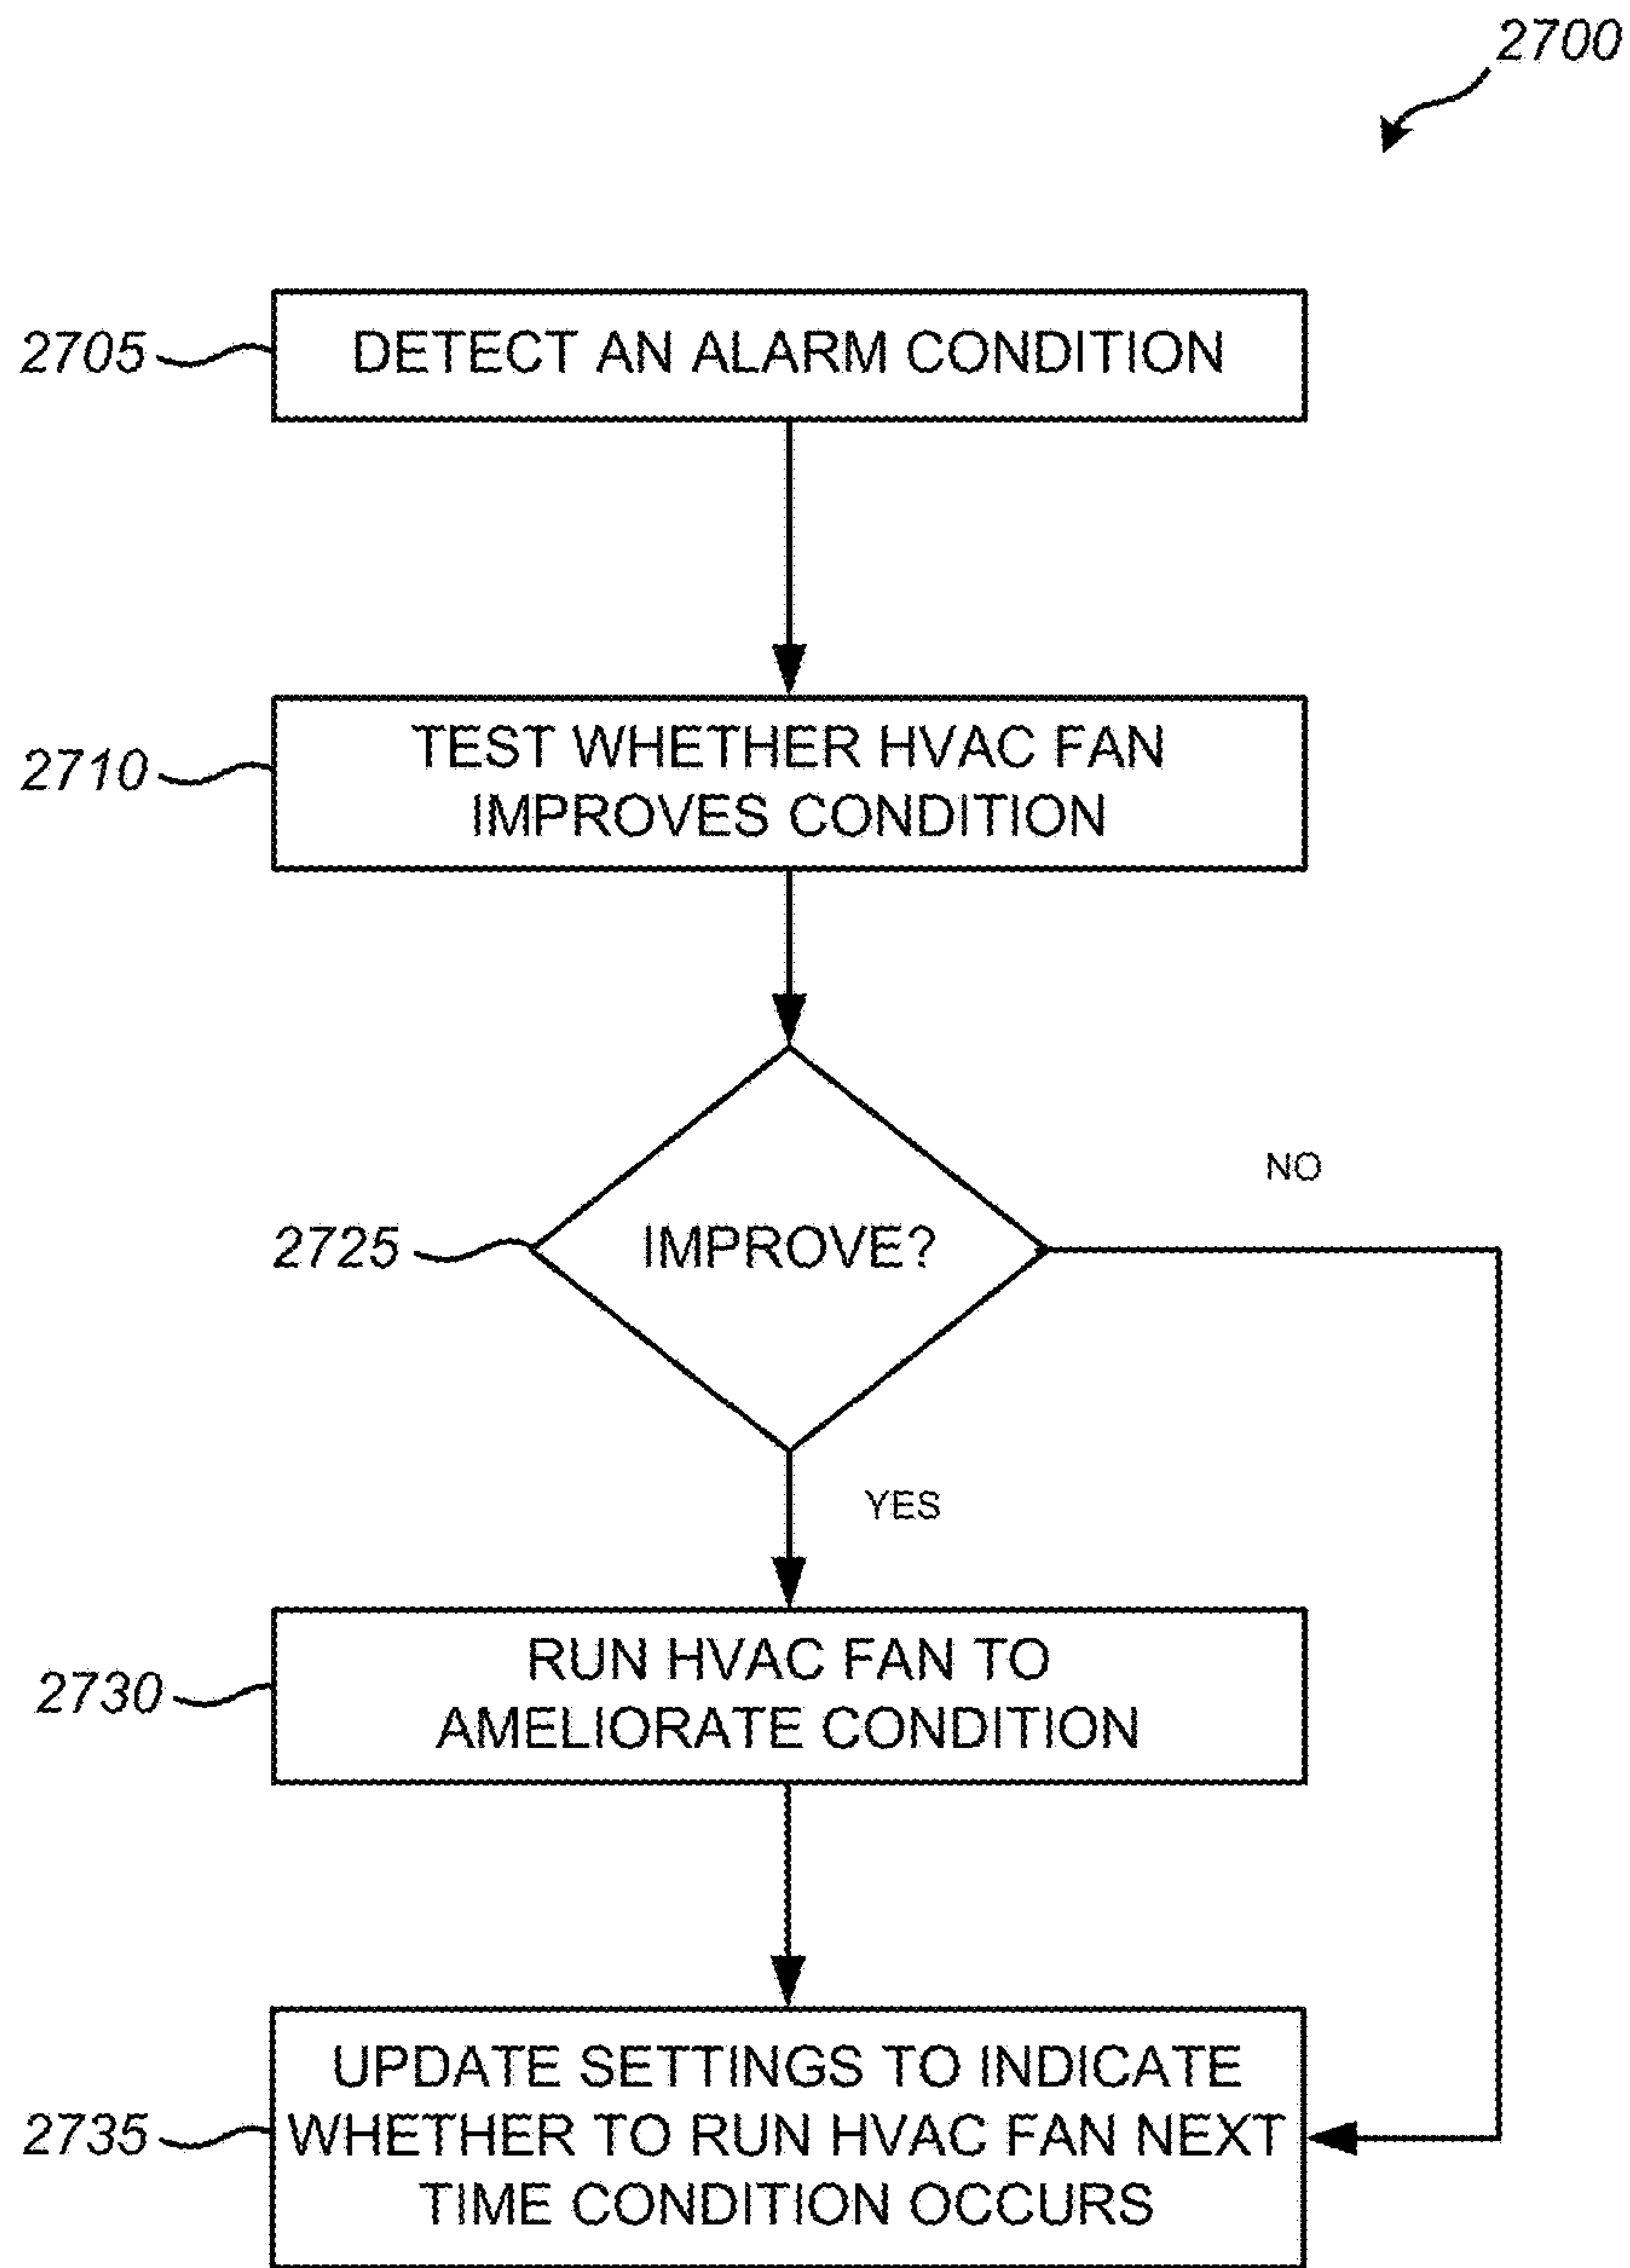 2700
2705
DETECT AN ALARM CONDITION
2710
TEST WHETHER HVAC FAN
IMPROVES CONDITION
2725
IMPROVE?
NO
YES
2730
RUN HVAC FAN TO
AMELIORATE CONDITION
2735
UPDATE SETTINGS TO INDICATE
WHETHER TO RUN HVAC FAN NEXT
TIME CONDITION OCCURS